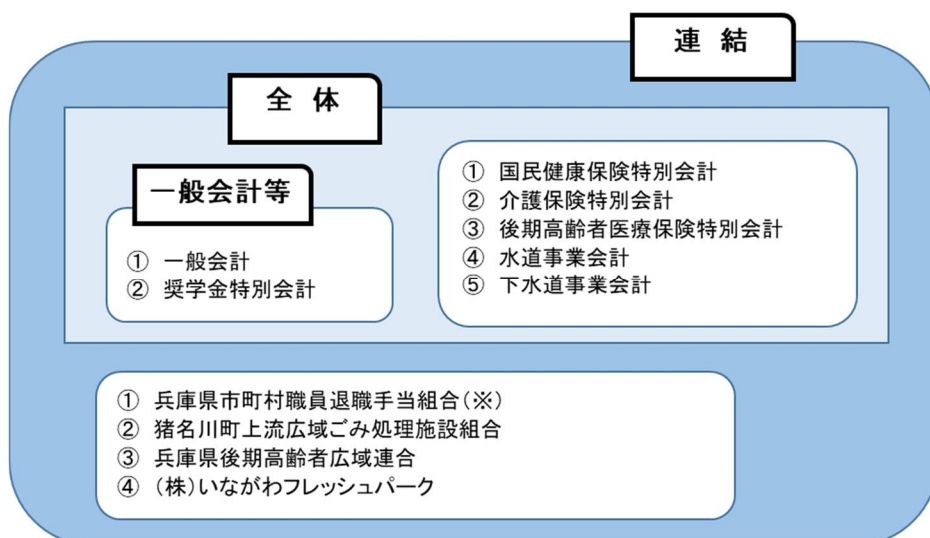 連 結
全 体
一般会計等
① 一般会計
② 奨学金特別会計
① 国民健康保険特別会計
② 介護保険特別会計
③ 後期高齢者医療保険特別会計
④ 水道事業会計
⑤ 下水道事業会計
① 兵庫県市町村職員退職手当組合(※)
② 猪名川町上流広域ごみ処理施設組合
③ 兵庫県後期高齢者広域連合
④ (株)いながわフレッシュパーク